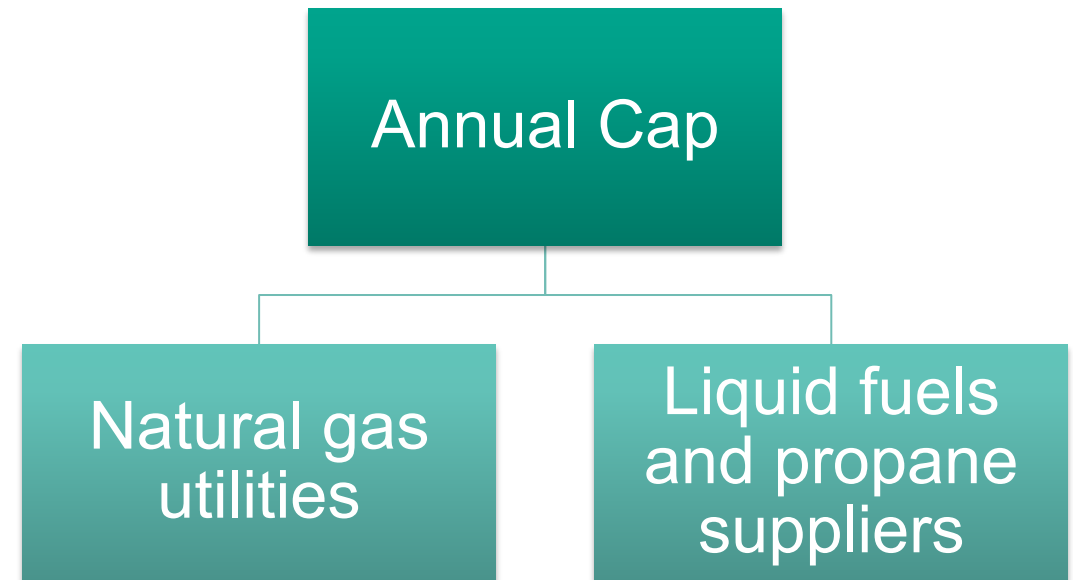 Annual Cap
Natural gas
utilities
Liquid fuels
and propane
suppliers